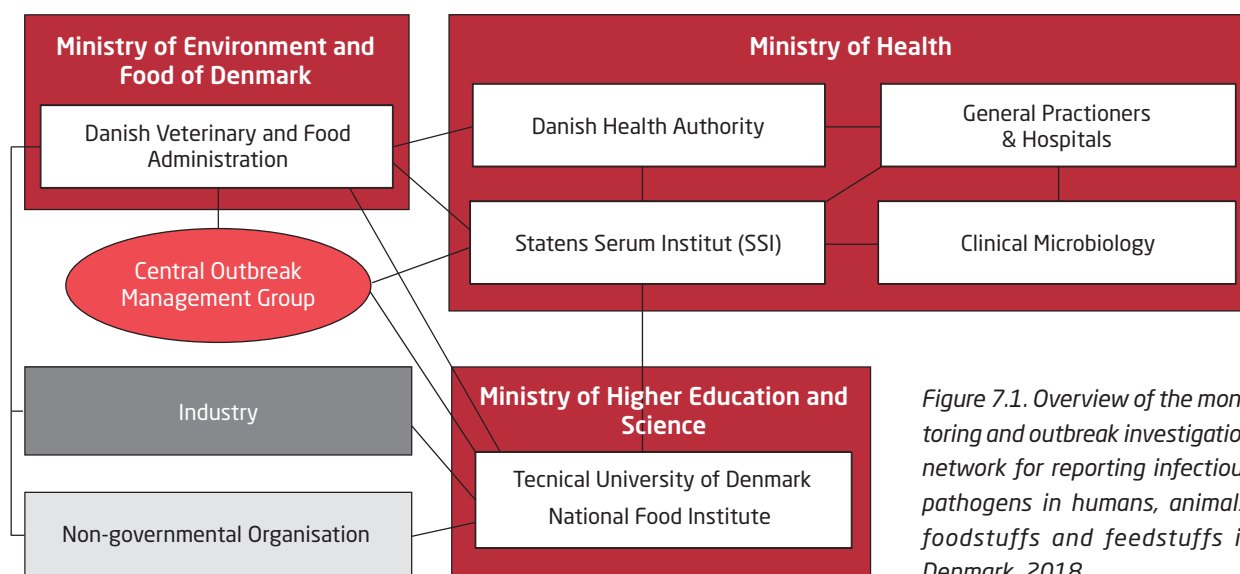 Ministry of Environment and
Food of Denmark
Danish Veterinary and Food
Administration
Central Outbreak
Management Group
Industry
Non-governmental Organisation
Ministry of Health
Danish Health Authority
General Practioners
& Hospitals
Statens Serum Institut (SSI)
Clinical Microbiology
Ministry of Higher Education and
Science
Tecnical University of Denmark
National Food Institute
Figure 7.1. Overview of the mon
toring and outbreak investigatio
network for reporting infectiou
pathogens in humans, animals
foodstuffs and feedstuffs i
Denmark, 2018